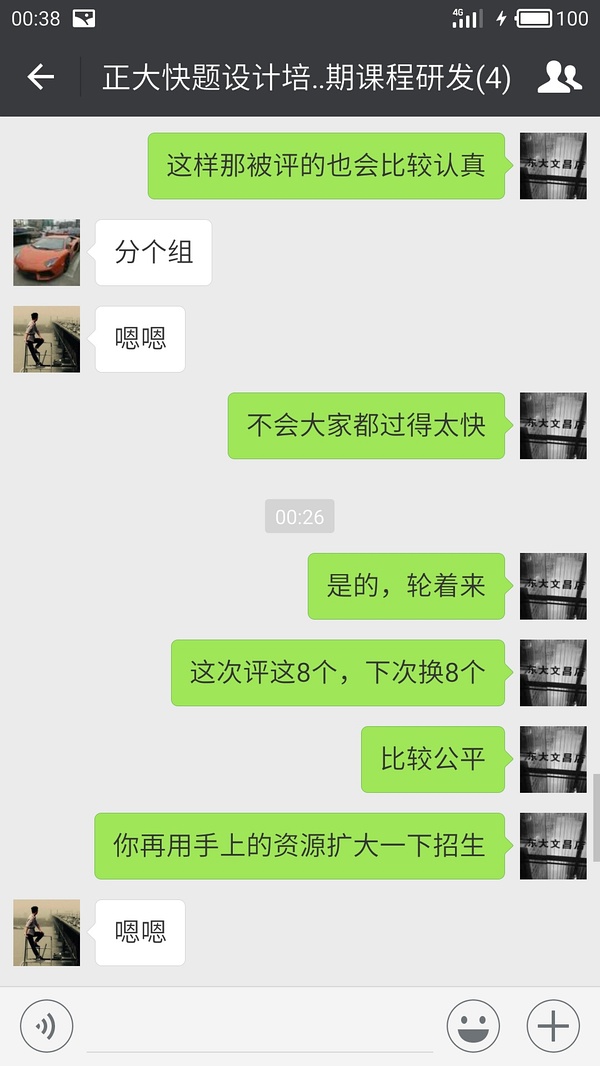 00:38
4G
100
正大快题设计培..期课程研发(4)
这样那被评的也会比较认真
分个组
嗯嗯
不会大家都过得太快
00:26
是的，轮着来
这次评这8个，下次换8个
比较公平
你再用手上的资源扩大一下招生
嗯嗯